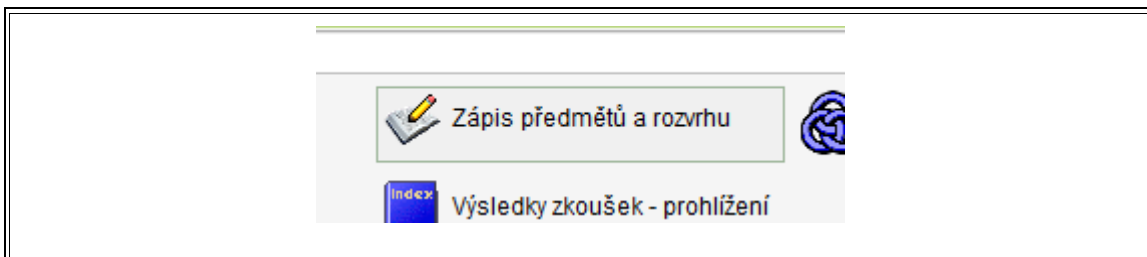 Zápis předmětů a rozvrhu
Index
Výsledky zkoušek - prohlížení